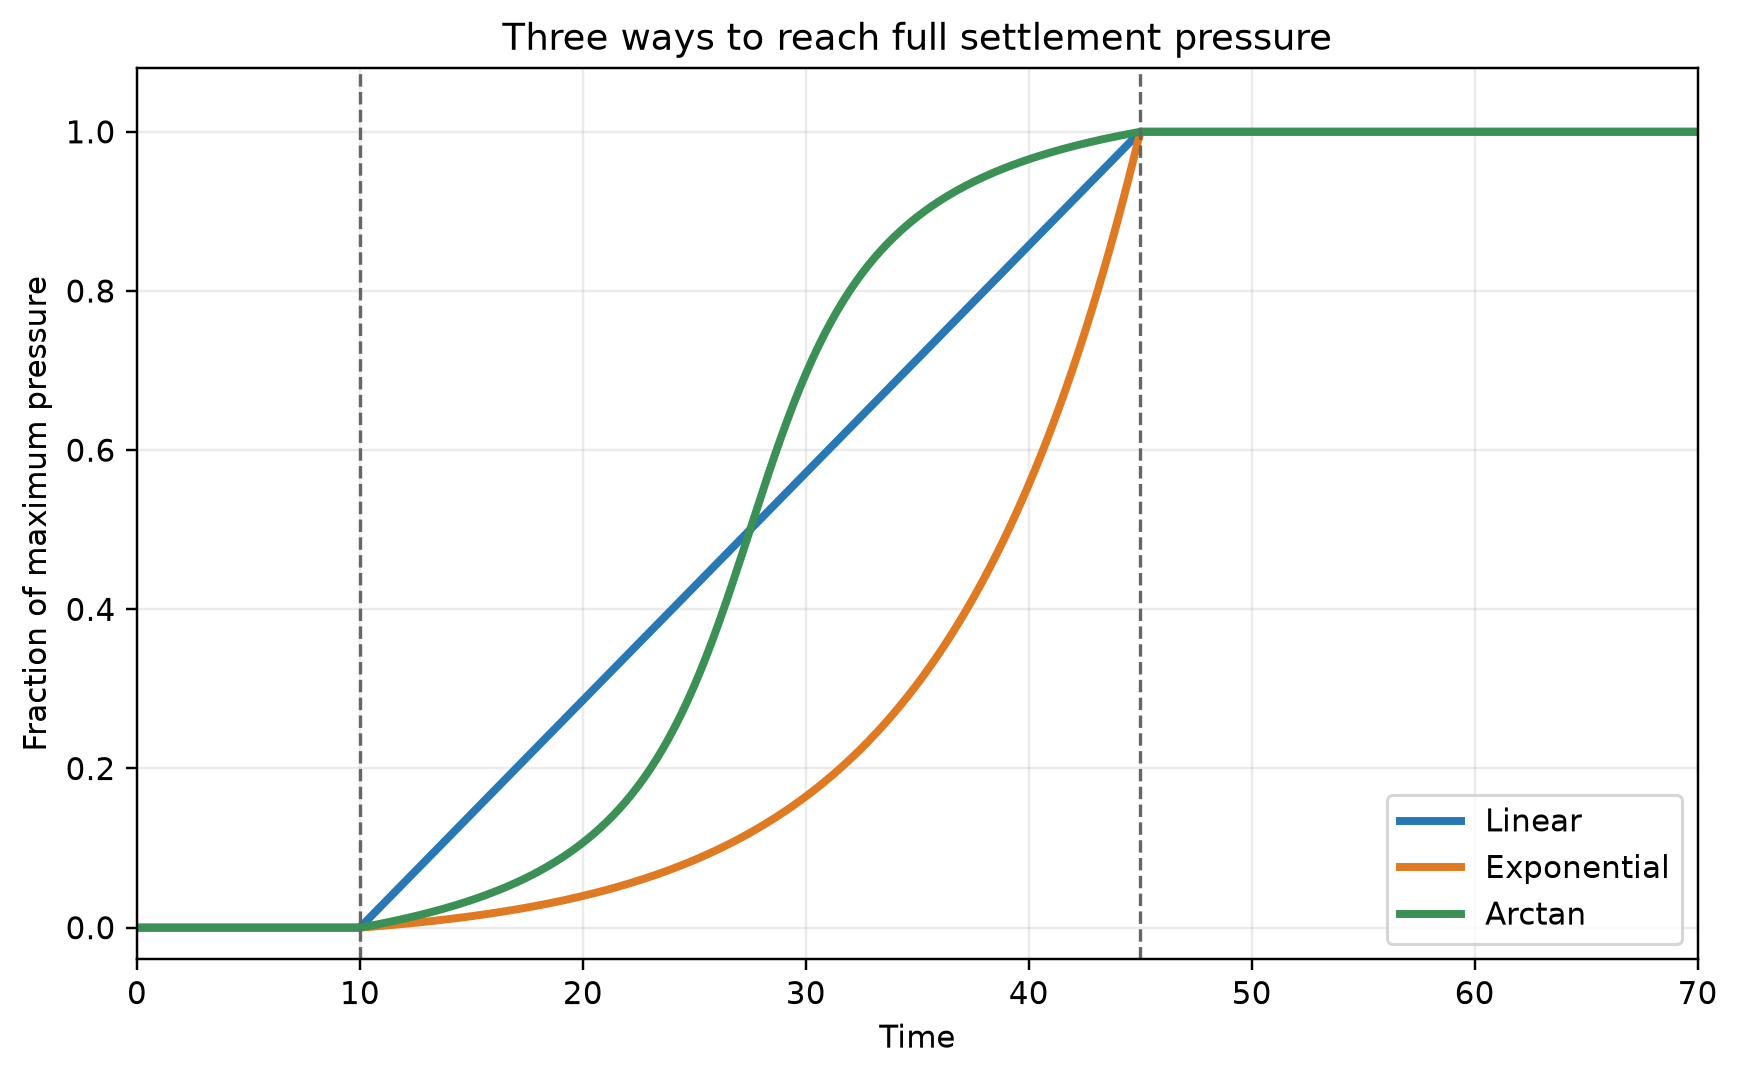 Three ways to reach full settlement pressure
Fraction of maximum pressure
1.0
0.8
0.6
0.4
0.2
0.0
0 10 20 30 40 50 60 70
Time
Linear
Exponential
Arctan